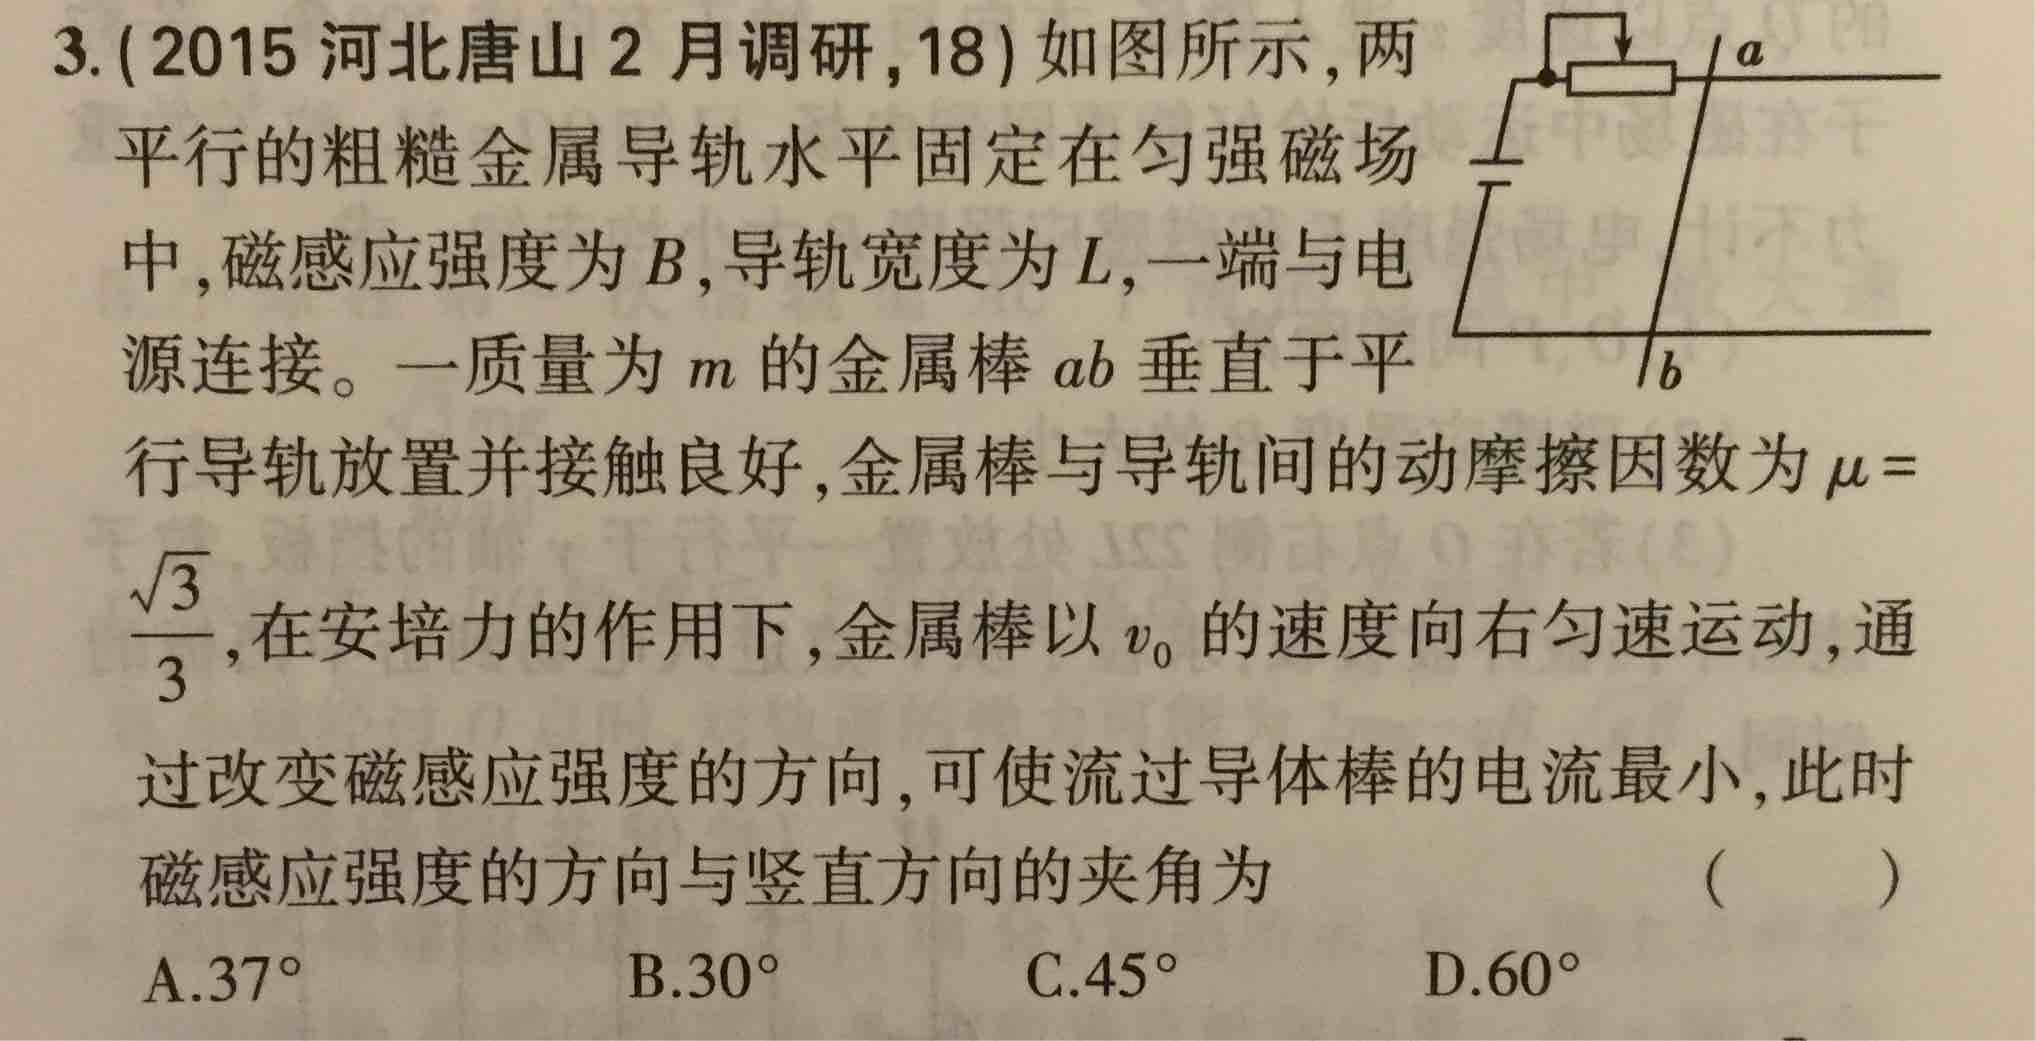 3.(2015 河北唐山 2 月调研,18)如图所示,两
平行的粗糙金属导轨水平固定在匀强磁场
中,磁感应强度为 B,导轨宽度为 L,一端与电
源连接。一质量为 m 的金属棒 ab 垂直于平
行导轨放置并接触良好,金属棒与导轨间的动摩擦因数为 μ=
√3/3,在安培力的作用下,金属棒以 v₀ 的速度向右匀速运动,通
过改变磁感应强度的方向,可使流过导体棒的电流最小,此时
磁感应强度的方向与竖直方向的夹角为 ( )
A.37° B.30° C.45° D.60°
a
b